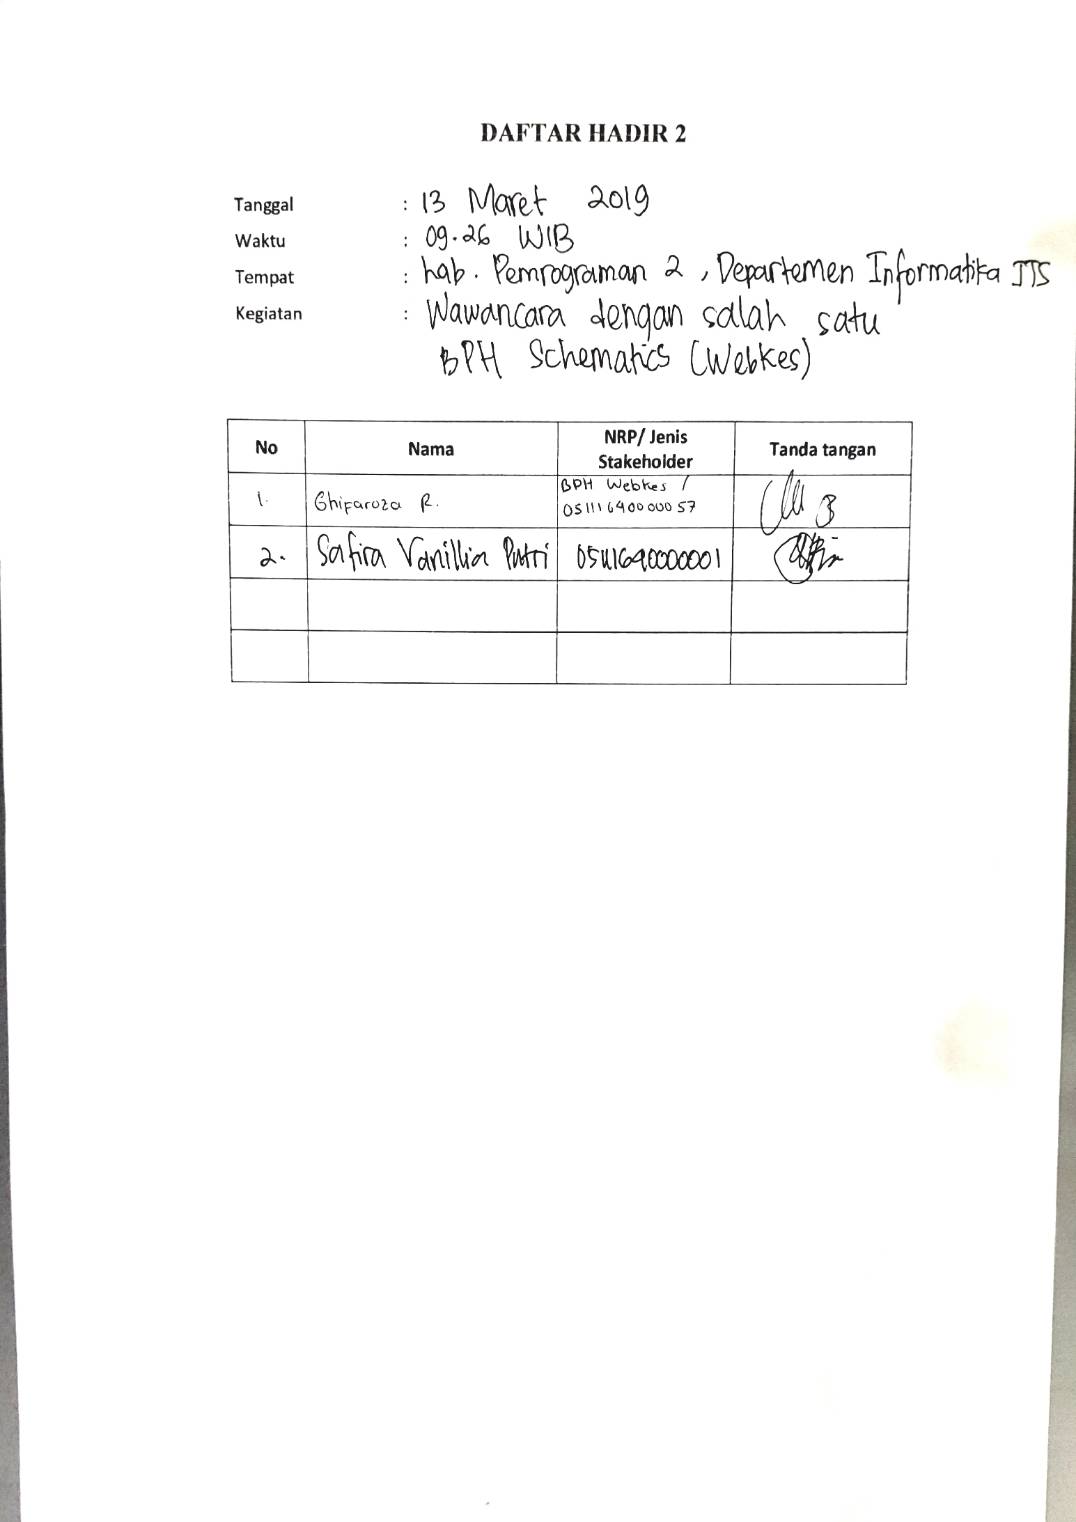 DAFTAR HADIR 2
Tanggal : 13 Maret 2019
Waktu : 09.26 WIB
Tempat : Lab. Pemrograman 2, Departemen Informatika ITS
Kegiatan : Wawancara dengan salah satu
BPH Schematics (Webkes)
No Nama NRP/ Jenis Stakeholder Tanda tangan
1. Ghifaroza R. BPH Webkes / 05111640000057
2. Safira Vanillia Putri 05111640000001